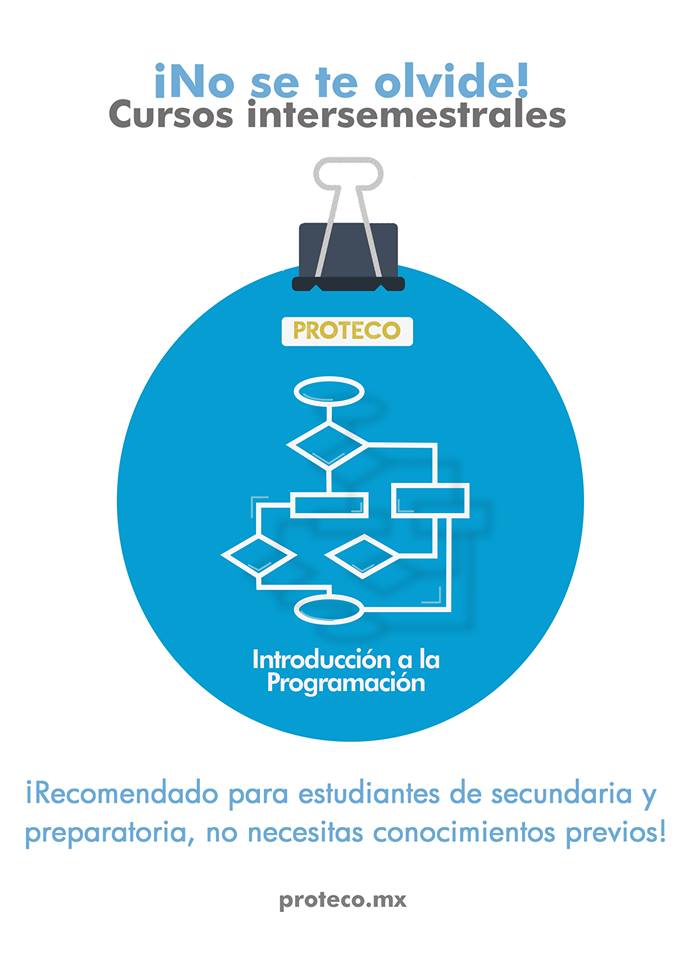 ¡No se te olvide!
Cursos intersemestrales
PROTECO
Introducción a la
Programación
¡Recomendado para estudiantes de secundaria y
preparatoria, no necesitas conocimientos previos!
proteco.mx